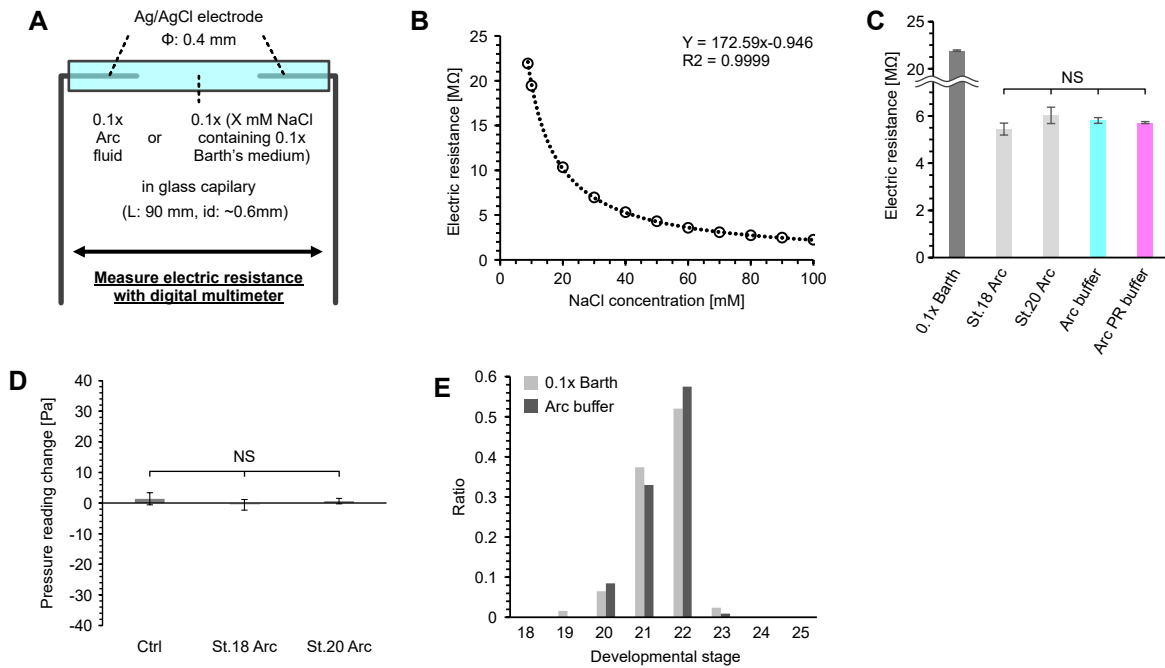 A
Ag/AgCl electrode
Φ: 0.4 mm
0.1x
Arc
fluid
or
0.1x (X mM NaCl
containing 0.1x
Barth's medium)
in glass capilary
(L: 90 mm, id: ~0.6mm)
Measure electric resistance
with digital multimeter
B
Electric resistance [MΩ]
25
20
15
10
5
0
Y = 172.59x-0.946
R2 = 0.9999
0 20 40 60 80 100
NaCl concentration [mM]
C
Electric resistance [MΩ]
22
20
6
4
2
0
NS
0.1x Barth
St.18 Arc
St.20 Arc
Arc buffer
Arc PR buffer
D
Pressure reading change [Pa]
40
30
20
10
0
-10
-20
-30
-40
NS
Ctrl St.18 Arc St.20 Arc
E
Ratio
0.6
0.5
0.4
0.3
0.2
0.1
0
0.1x Barth
Arc buffer
18 19 20 21 22 23 24 25
Developmental stage